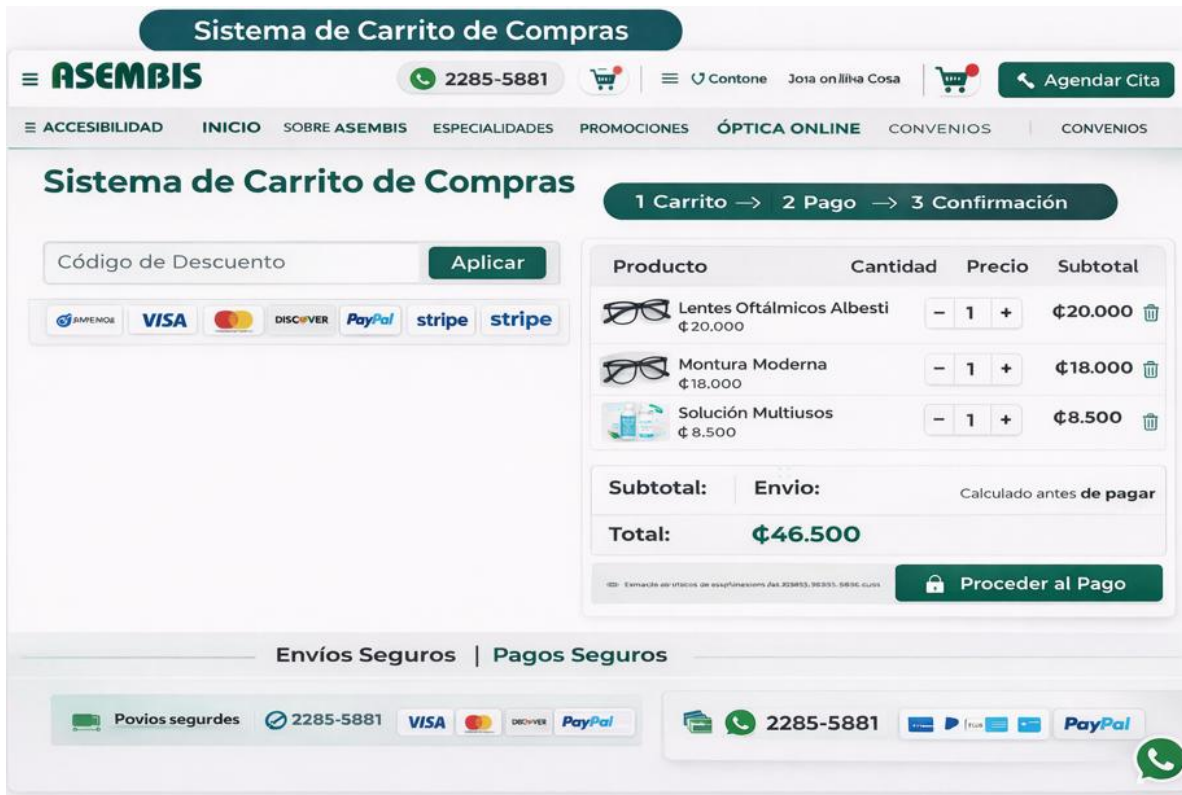 Sistema de Carrito de Compras
ASEMBIS
2285-5881
Contone
Cosa
Agendar Cita
ACCESIBILIDAD
INICIO
SOBRE ASEMBIS
ESPECIALIDADES
PROMOCIONES
ÓPTICA ONLINE
CONVENIOS
CONVENIOS
Sistema de Carrito de Compras
1 Carrito → 2 Pago → 3 Confirmación
Código de Descuento
Aplicar
VISA
DISCOVER
PayPal
stripe
stripe
Producto Cantidad Precio Subtotal
Lentes Oftálmicos Albesti
₡20.000
- 1 +
₡20.000
Montura Moderna
₡18.000
- 1 +
₡18.000
Solución Multiusos
₡8.500
- 1 +
₡8.500
Subtotal: Envio: Calculado antes de pagar
Total: ₡46.500
Proceder al Pago
Envíos Seguros | Pagos Seguros
Povios segurdes
2285-5881
VISA
PayPal
2285-5881
PayPal